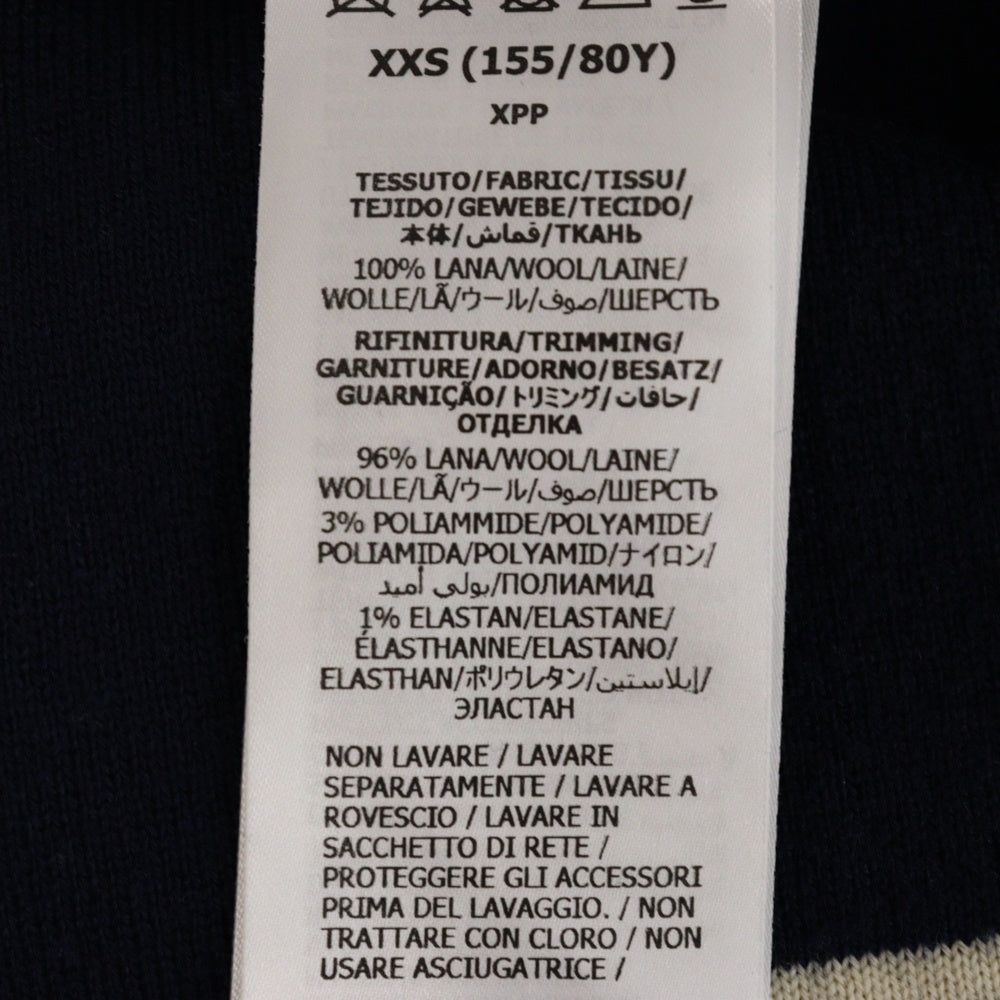 XXS (155/80Y)
XPP
TESSUTO/FABRIC/TISSU/
TEJIDO/GEWEBE/TECIDO/
本体/قماش/ТКАНЬ
100% LANA/WOOL/LAINE/
WOLLE/LÃ/ウール/صوف/ШЕРСТЬ
RIFINITURA/TRIMMING/
GARNITURE/ADORNO/BESATZ/
GUARNIÇÃO/トリミング/حافات/
ОТДЕЛКА
96% LANA/WOOL/LAINE/
WOLLE/LÃ/ウール/صوف/ШЕРСТЬ
3% POLIAMMIDE/POLYAMIDE/
POLIAMIDA/POLYAMID/ナイロン/
بولي أميد/ПОЛИАМИД
1% ELASTAN/ELASTANE/
ÉLASTHANNE/ELASTANO/
ELASTHAN/ポリウレタン/إيلاستين/
ЭЛАСТАН
NON LAVARE / LAVARE
SEPARATAMENTE / LAVARE A
ROVESCIO / LAVARE IN
SACCHETTO DI RETE /
PROTEGGERE GLI ACCESSORI
PRIMA DEL LAVAGGIO. / NON
TRATTARE CON CLORO / NON
USARE ASCIUGATRICE /